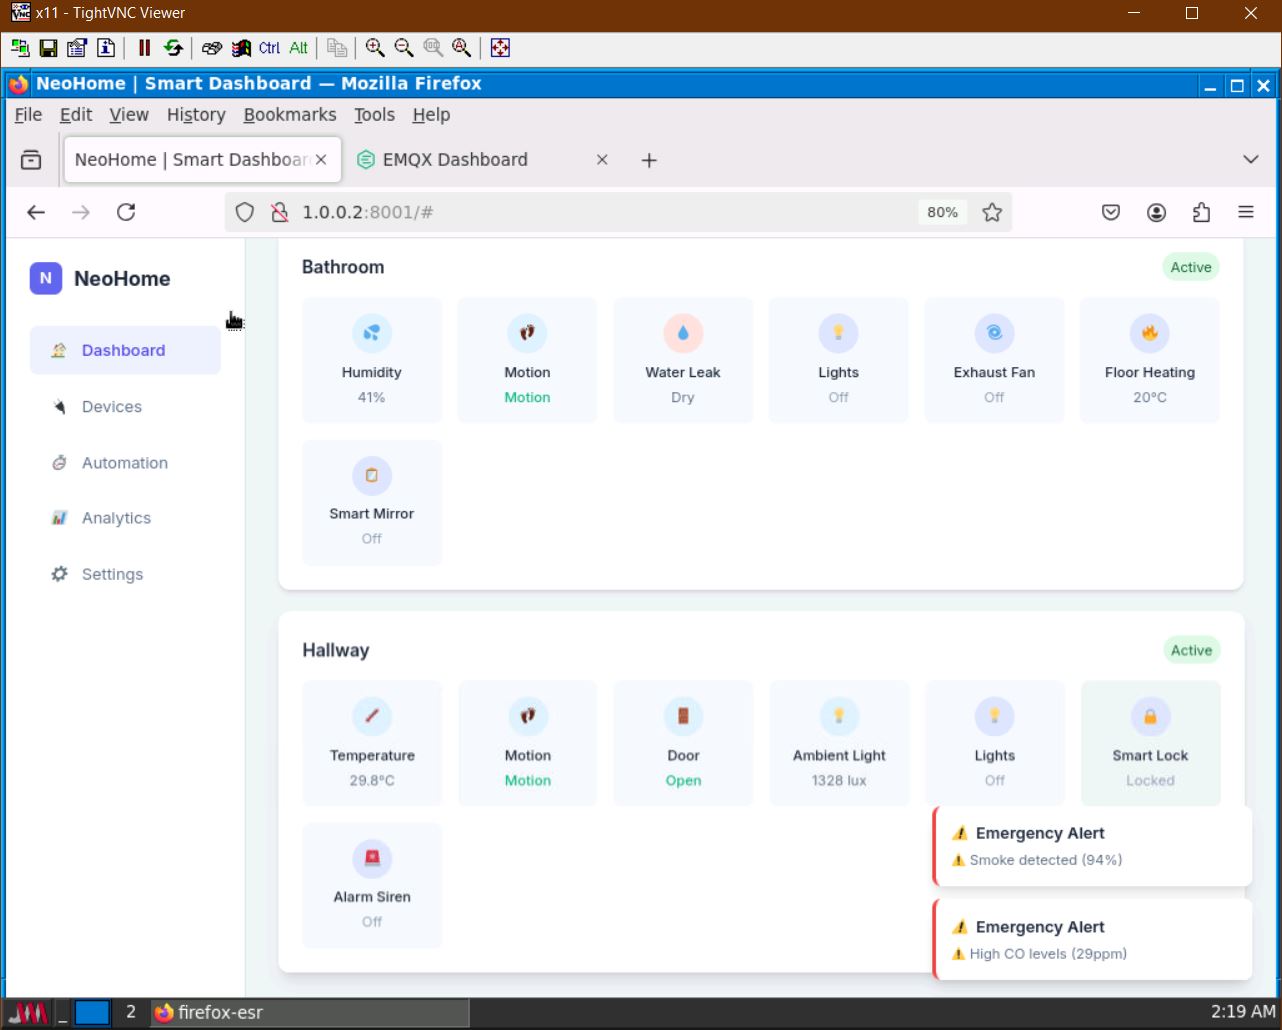 x11 - TightVNC Viewer
Ctrl Alt
NeoHome | Smart Dashboard — Mozilla Firefox
File Edit View History Bookmarks Tools Help
NeoHome | Smart Dashboar
EMQX Dashboard
1.0.0.2:8001/#
80%
N NeoHome
Dashboard
Devices
Automation
Analytics
Settings
Bathroom
Active
Humidity
41%
Motion
Motion
Water Leak
Dry
Lights
Off
Exhaust Fan
Off
Floor Heating
20°C
Smart Mirror
Off
Hallway
Active
Temperature
29.8°C
Motion
Motion
Door
Open
Ambient Light
1328 lux
Lights
Off
Smart Lock
Locked
Alarm Siren
Off
Emergency Alert
Smoke detected (94%)
Emergency Alert
High CO levels (29ppm)
2
firefox-esr
2:19 AM